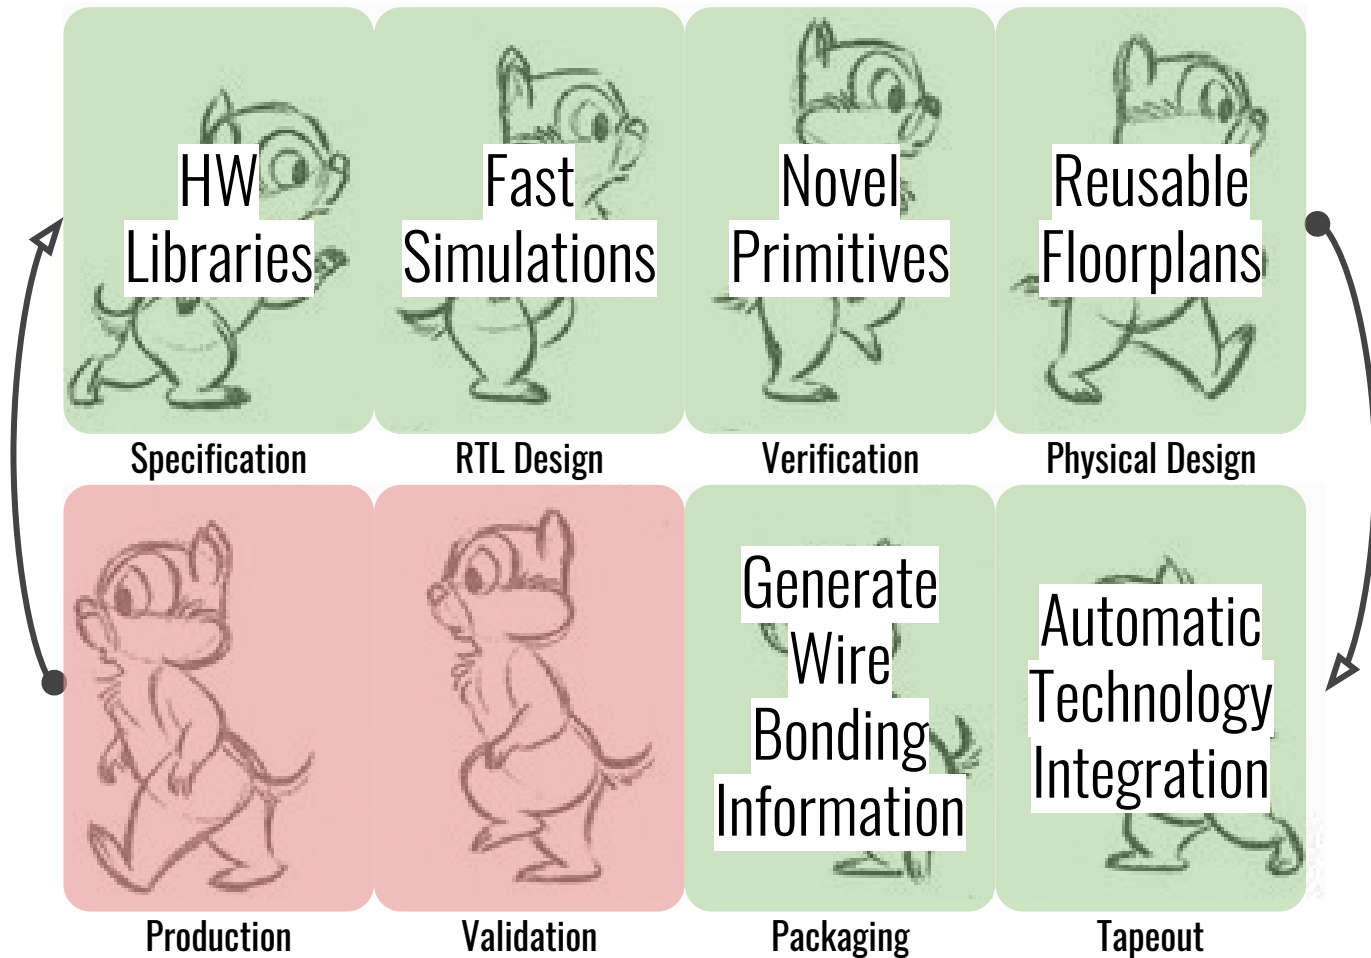 HW
Libraries
Fast
Simulations
Novel
Primitives
Reusable
Floorplans
Specification
RTL Design
Verification
Physical Design
Generate
Wire
Bonding
Information
Automatic
Technology
Integration
Production
Validation
Packaging
Tapeout